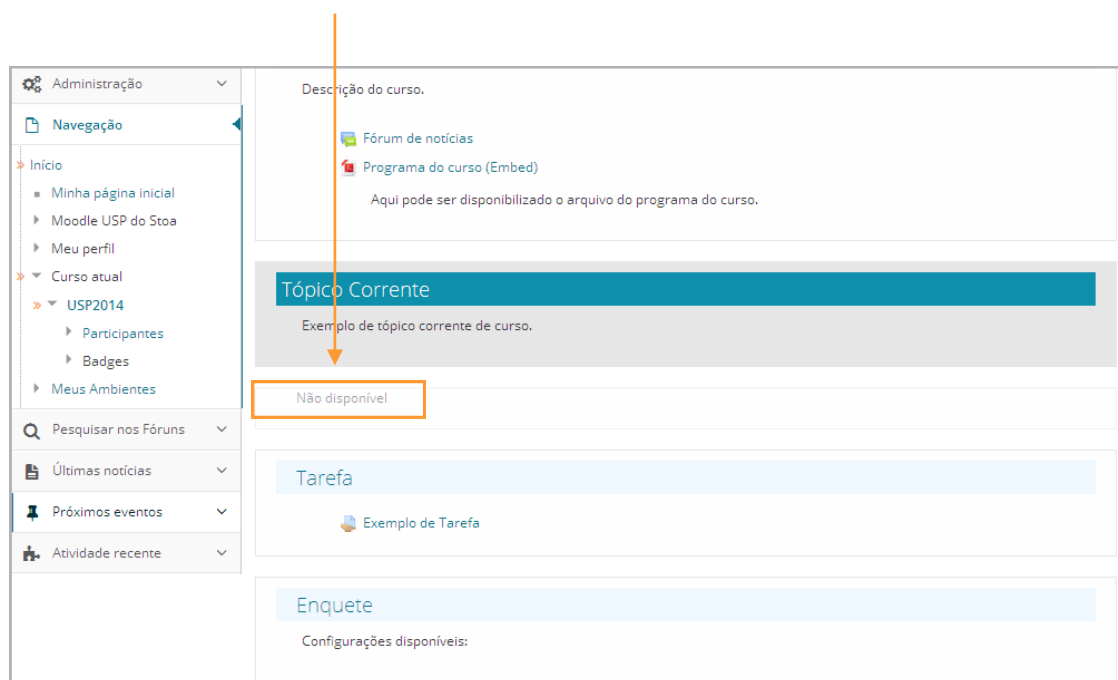 Administração
Navegação
Início
Minha página inicial
Moodle USP do Stoa
Meu perfil
Curso atual
USP2014
Participantes
Badges
Meus Ambientes
Pesquisar nos Fóruns
Últimas notícias
Próximos eventos
Atividade recente
Descrição do curso.
Fórum de notícias
Programa do curso (Embed)
Aqui pode ser disponibilizado o arquivo do programa do curso.
Tópico Corrente
Exemplo de tópico corrente de curso.
Não disponível
Tarefa
Exemplo de Tarefa
Enquete
Configurações disponíveis: